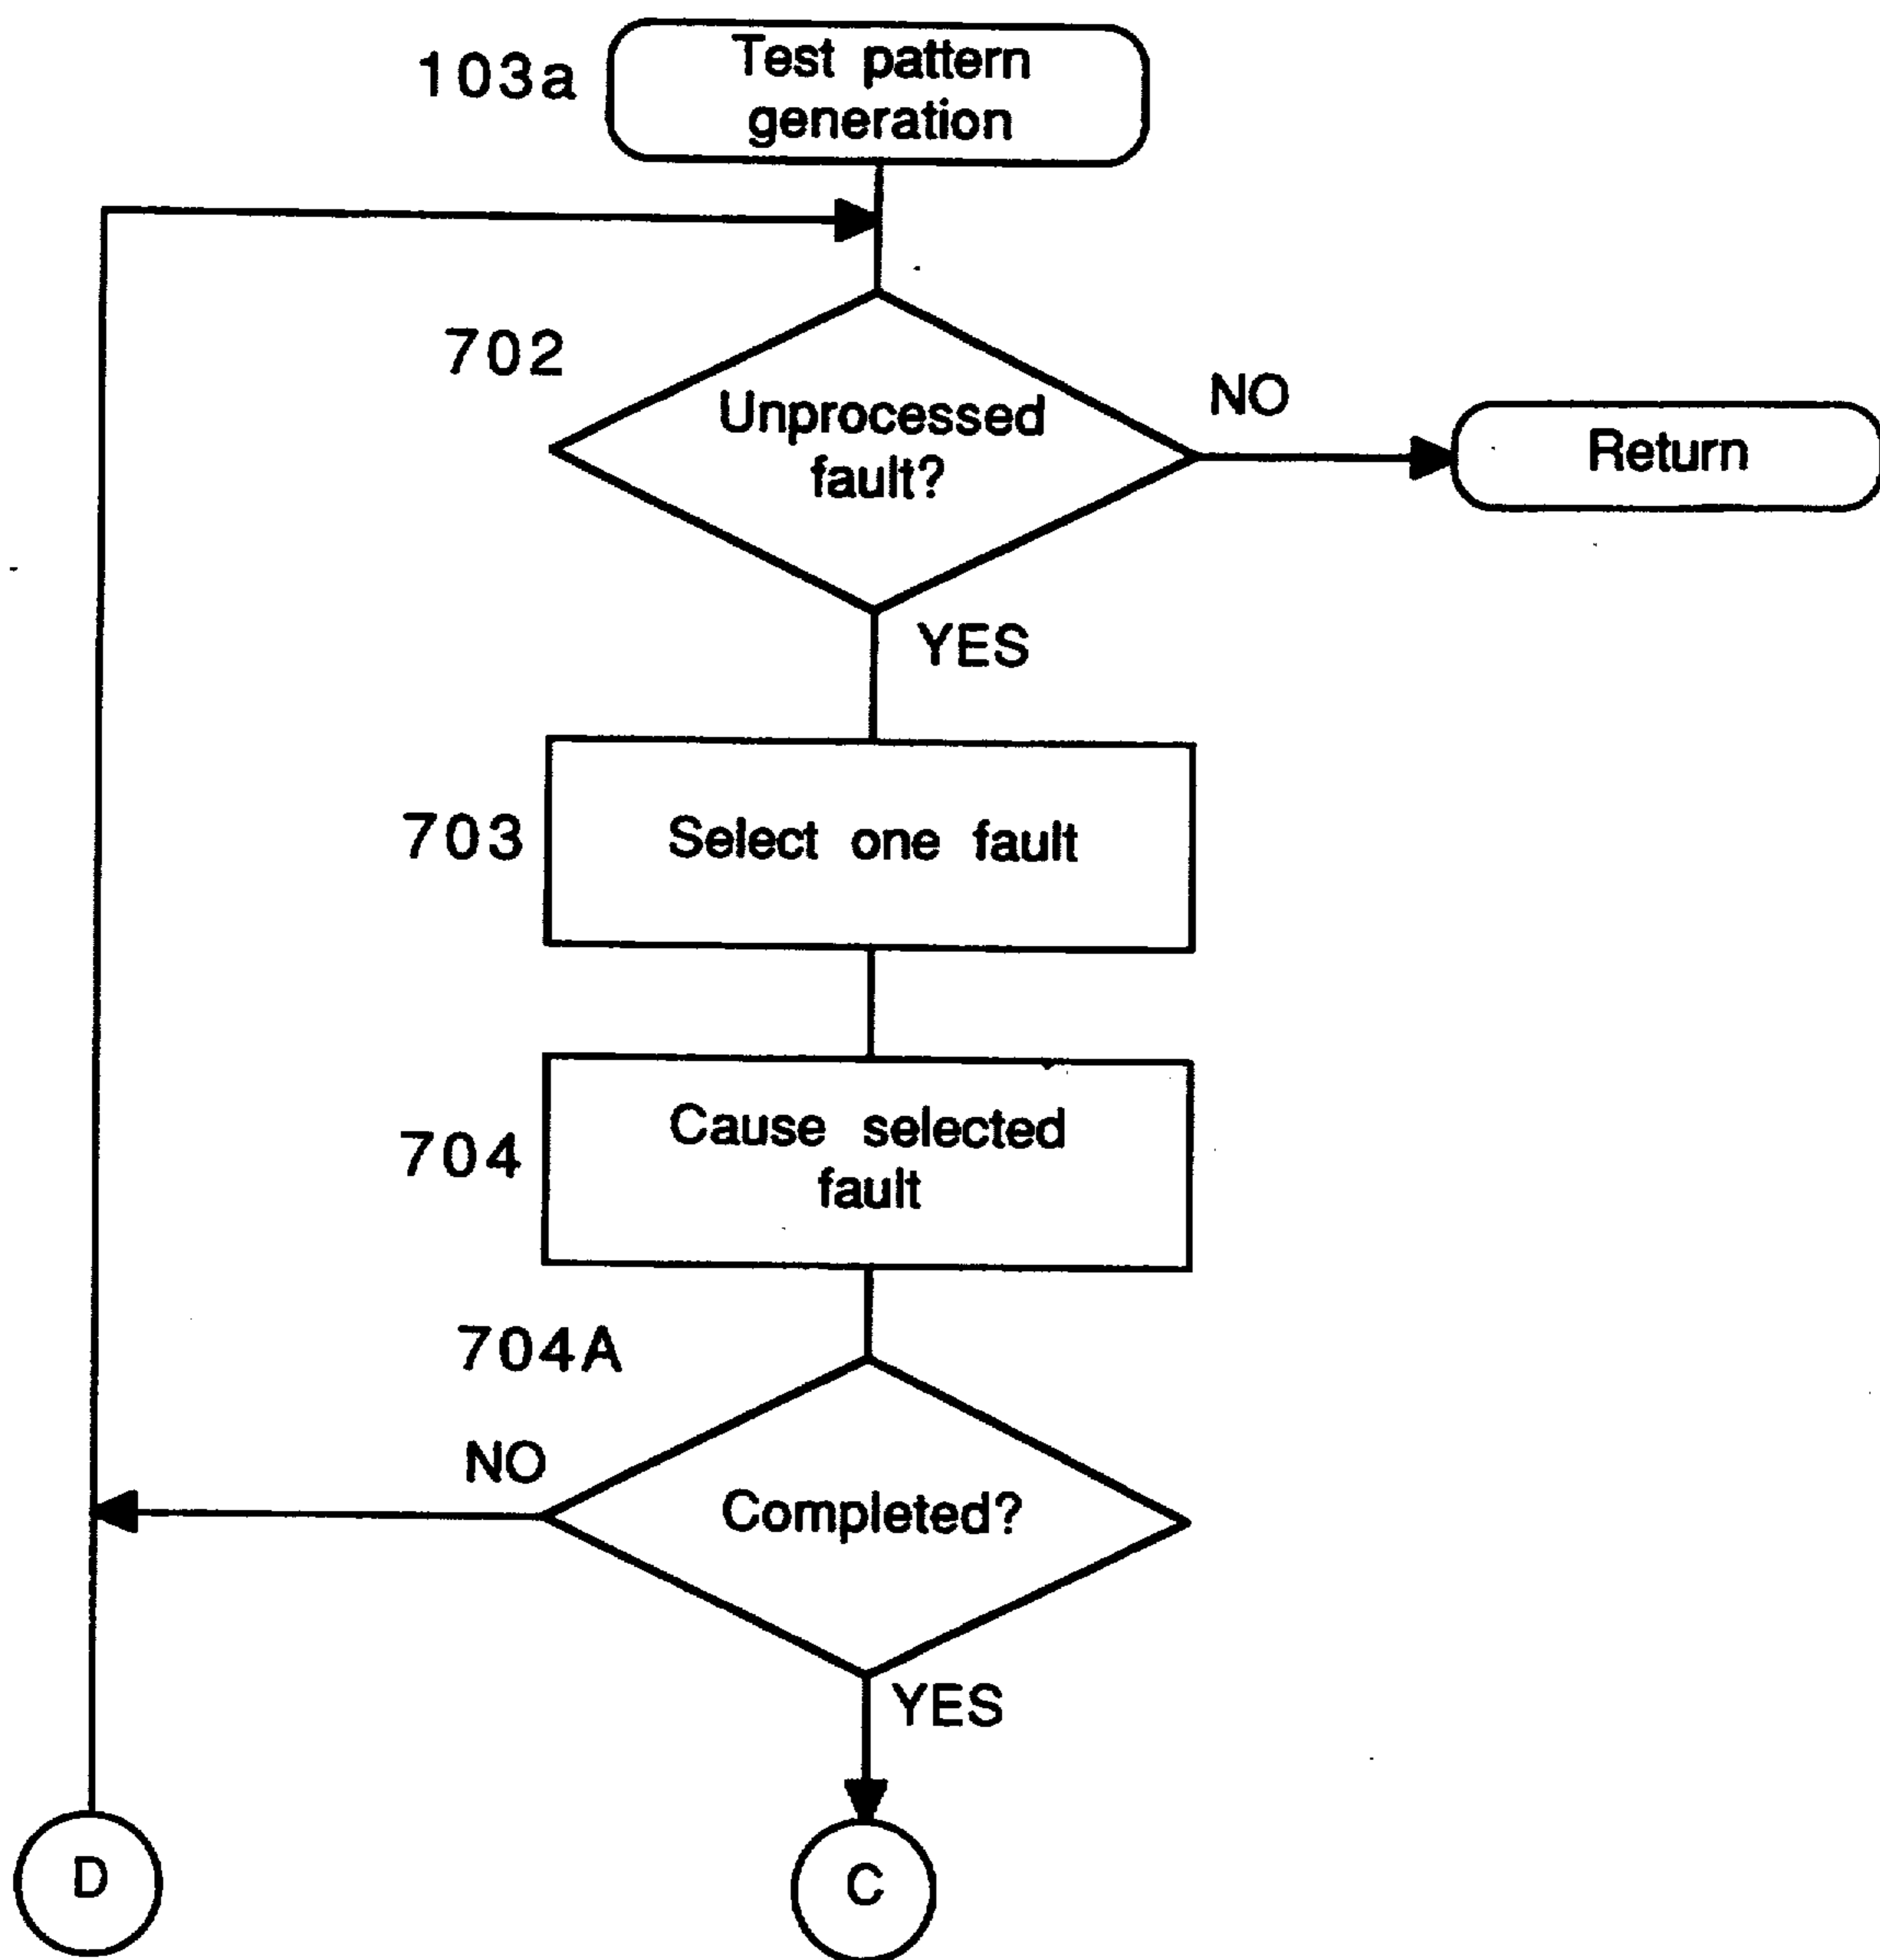 103a
Test pattern
generation
702
Unprocessed
fault?
NO
Return
YES
703
Select one fault
704
Cause selected
fault
704A
NO
Completed?
YES
D
C